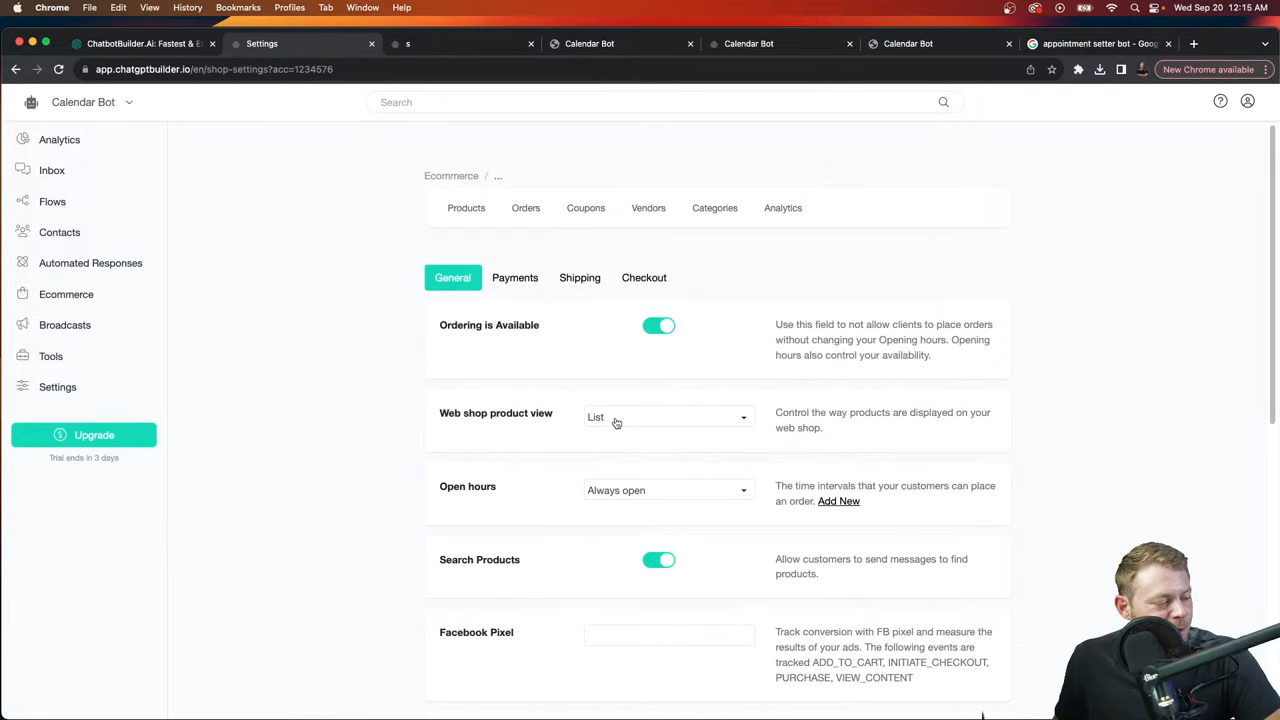 Chrome File Edit View History Bookmarks Profiles Tab Window Help Wed Sep 20 12:15 AM
ChatbotBuilder.Ai: Fastest & E Settings s Calendar Bot Calendar Bot Calendar Bot appointment setter bot - Goog
app.chatgptbuilder.io/en/shop-settings?acc=1234576 New Chrome available
Calendar Bot Search
Analytics
Inbox
Flows
Contacts
Automated Responses
Ecommerce
Broadcasts
Tools
Settings
Upgrade
Trial ends in 3 days
Ecommerce / ...
Products Orders Coupons Vendors Categories Analytics
General Payments Shipping Checkout
Ordering is Available
Use this field to not allow clients to place orders
without changing your Opening hours. Opening
hours also control your availability.
Web shop product view List
Control the way products are displayed on your
web shop.
Open hours Always open
The time intervals that your customers can place
an order. Add New
Search Products
Allow customers to send messages to find
products.
Facebook Pixel
Track conversion with FB pixel and measure the
results of your ads. The following events are
tracked ADD_TO_CART, INITIATE_CHECKOUT,
PURCHASE, VIEW_CONTENT
Blue